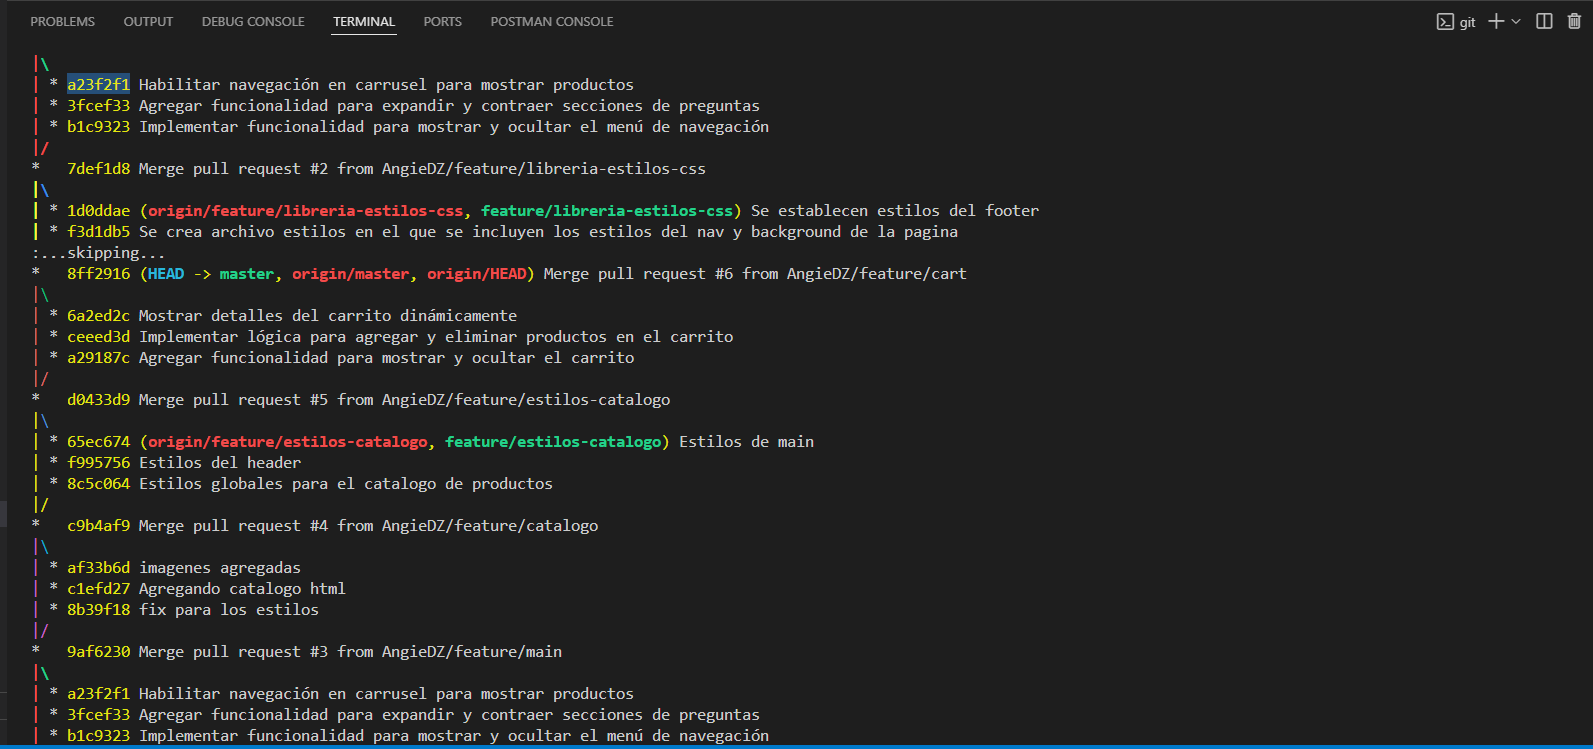 PROBLEMS OUTPUT DEBUG CONSOLE TERMINAL PORTS POSTMAN CONSOLE git
|\
| * a23f2f1 Habilitar navegación en carrusel para mostrar productos
| * 3fcef33 Agregar funcionalidad para expandir y contraer secciones de preguntas
| * b1c9323 Implementar funcionalidad para mostrar y ocultar el menú de navegación
|/
*   7def1d8 Merge pull request #2 from AngieDZ/feature/libreria-estilos-css
|\
| * 1d0ddae (origin/feature/libreria-estilos-css, feature/libreria-estilos-css) Se establecen estilos del footer
| * f3d1db5 Se crea archivo estilos en el que se incluyen los estilos del nav y background de la pagina
:...skipping...
*   8ff2916 (HEAD -> master, origin/master, origin/HEAD) Merge pull request #6 from AngieDZ/feature/cart
|\
| * 6a2ed2c Mostrar detalles del carrito dinámicamente
| * ceeed3d Implementar lógica para agregar y eliminar productos en el carrito
| * a29187c Agregar funcionalidad para mostrar y ocultar el carrito
|/
*   d0433d9 Merge pull request #5 from AngieDZ/feature/estilos-catalogo
|\
| * 65ec674 (origin/feature/estilos-catalogo, feature/estilos-catalogo) Estilos de main
| * f995756 Estilos del header
| * 8c5c064 Estilos globales para el catalogo de productos
|/
*   c9b4af9 Merge pull request #4 from AngieDZ/feature/catalogo
|\
| * af33b6d imagenes agregadas
| * c1efd27 Agregando catalogo html
| * 8b39f18 fix para los estilos
|/
*   9af6230 Merge pull request #3 from AngieDZ/feature/main
|\
| * a23f2f1 Habilitar navegación en carrusel para mostrar productos
| * 3fcef33 Agregar funcionalidad para expandir y contraer secciones de preguntas
| * b1c9323 Implementar funcionalidad para mostrar y ocultar el menú de navegación